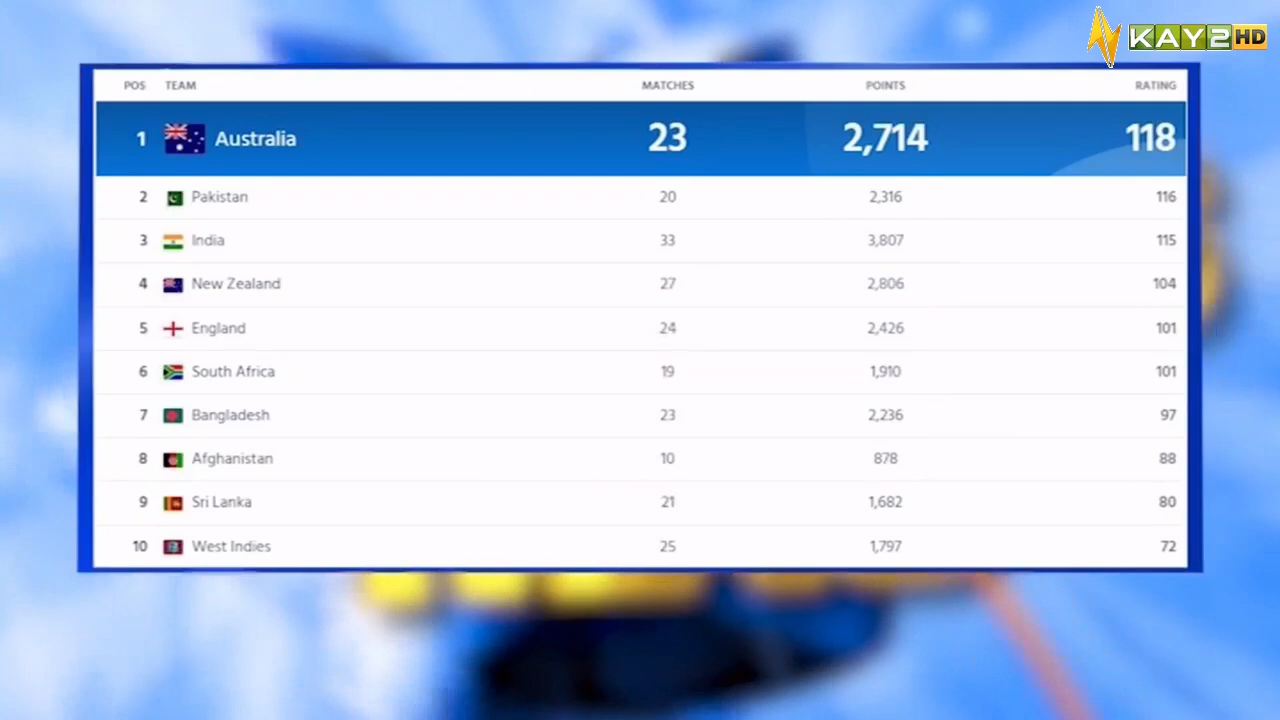 KAY2 HD
POS TEAM MATCHES POINTS RATING
1 Australia 23 2,714 118
2 Pakistan 20 2,316 116
3 India 33 3,807 115
4 New Zealand 27 2,806 104
5 England 24 2,426 101
6 South Africa 19 1,910 101
7 Bangladesh 23 2,236 97
8 Afghanistan 10 878 88
9 Sri Lanka 21 1,682 80
10 West Indies 25 1,797 72